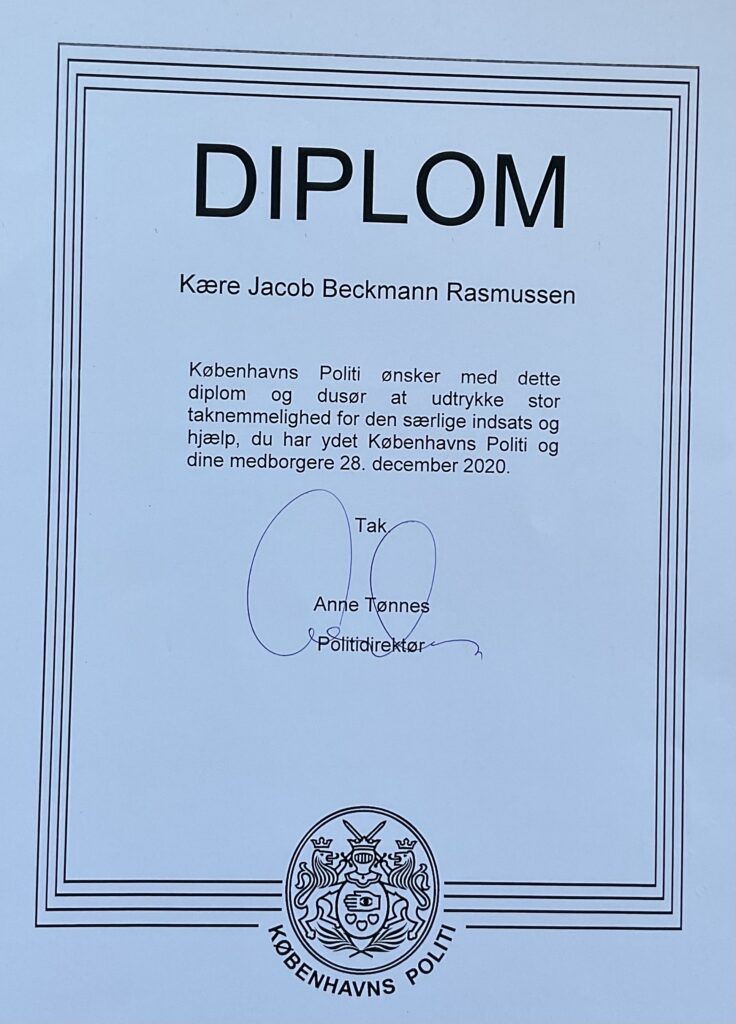 DIPLOM
Kære Jacob Beckmann Rasmussen
Københavns Politi ønsker med dette
diplom og dusør at udtrykke stor
taknemmelighed for den særlige indsats og
hjælp, du har ydet Københavns Politi og
dine medborgere 28. december 2020.
Tak.
Anne Tønnes
Politidirektør
KØBENHAVNS POLITI